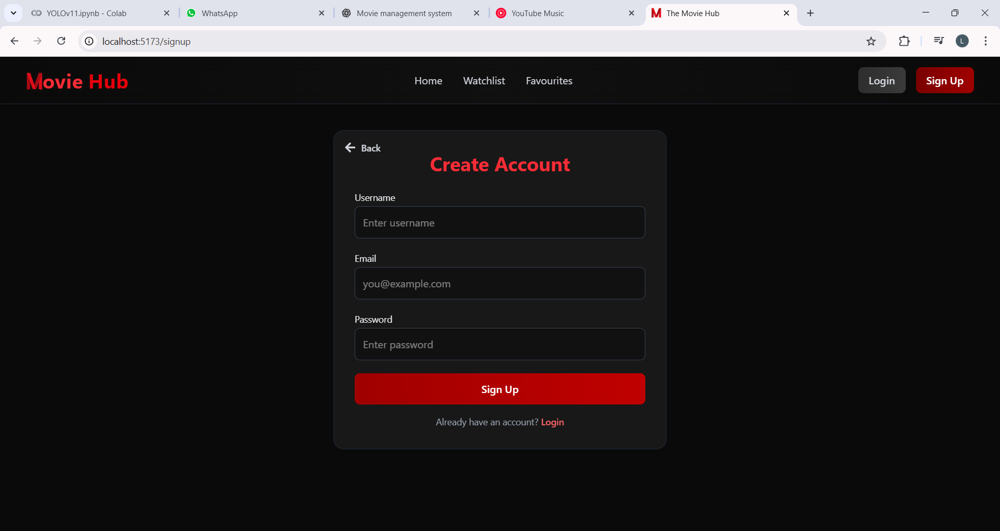 YOLOv11.ipynb - Colab
WhatsApp
Movie management system
YouTube Music
The Movie Hub
localhost:5173/signup
L
Movie Hub
Home
Watchlist
Favourites
Login
Sign Up
Back
Create Account
Username
Enter username
Email
you@example.com
Password
Enter password
Sign Up
Already have an account? Login